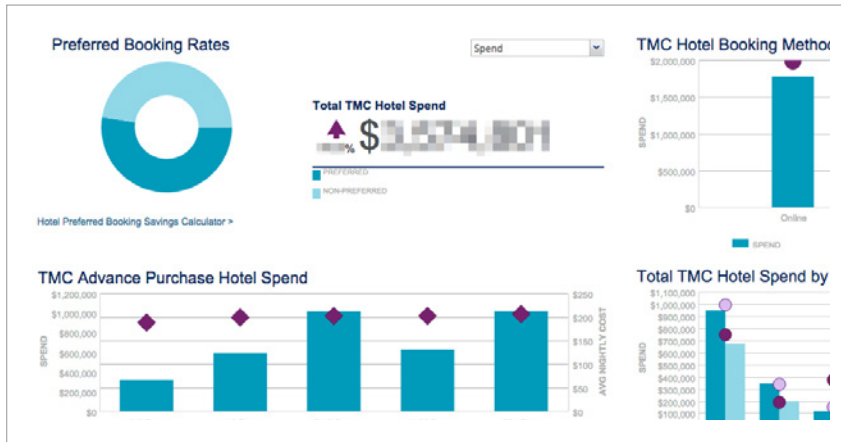 Preferred Booking Rates
Spend
Total TMC Hotel Spend
%
$
PREFERRED
NON-PREFERRED
Hotel Preferred Booking Savings Calculator >
TMC Hotel Booking Metho
$2,000,000
$1,500,000
$1,000,000
$500,000
$0
SPEND
Online
SPEND
TMC Advance Purchase Hotel Spend
$1,200,000
$1,000,000
$800,000
$600,000
$400,000
$200,000
$0
SPEND
$250
$200
$150
$100
$50
$0
AVG NIGHTLY COST
Total TMC Hotel Spend by
$1,100,000
$1,000,000
$900,000
$800,000
$700,000
$600,000
$500,000
$400,000
$300,000
$200,000
$100,000
SPEND